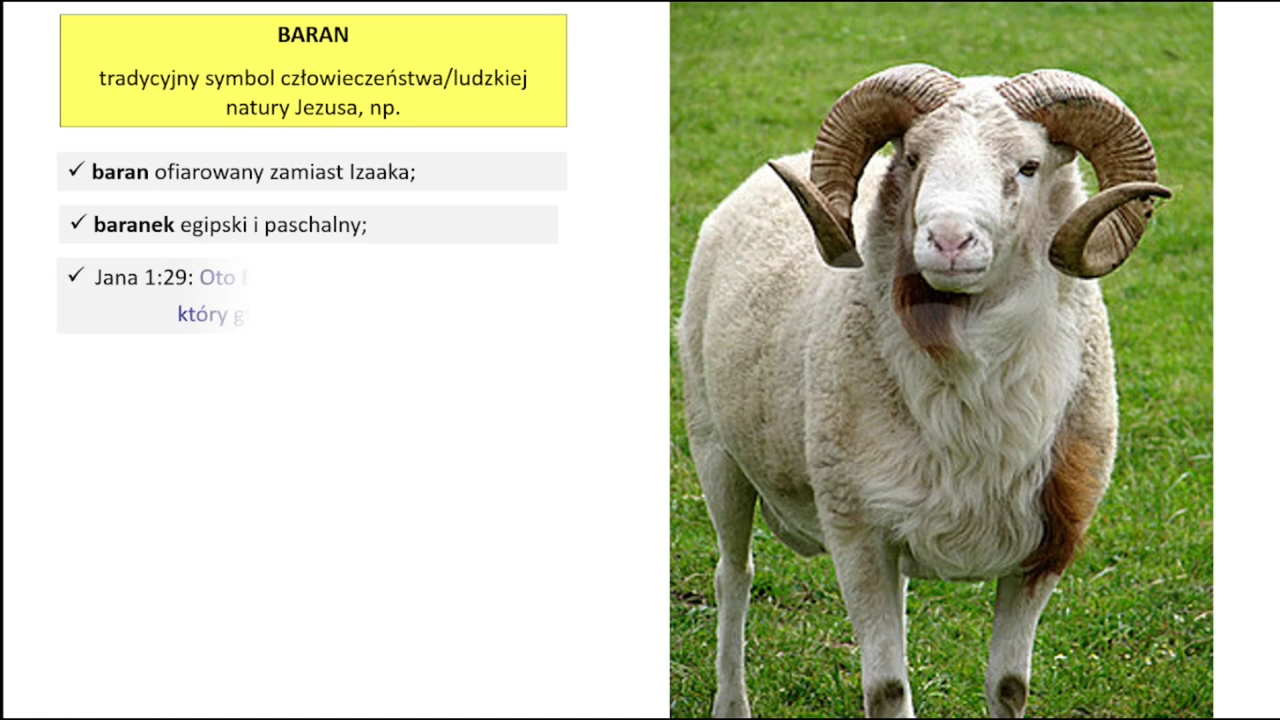 BARAN
tradycyjny symbol człowieczeństwa/ludzkiej
natury Jezusa, np.
✓ baran ofiarowany zamiast Izaaka;
✓ baranek egipski i paschalny;
✓ Jana 1:29: Oto
który